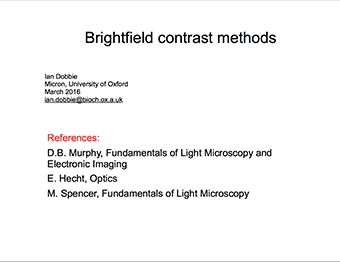 Brightfield contrast methods
Ian Dobbie
Micron, University of Oxford
March 2016
ian.dobbie@bioch.ox.a.uk
References:
D.B. Murphy, Fundamentals of Light Microscopy and
Electronic Imaging
E. Hecht, Optics
M. Spencer, Fundamentals of Light Microscopy